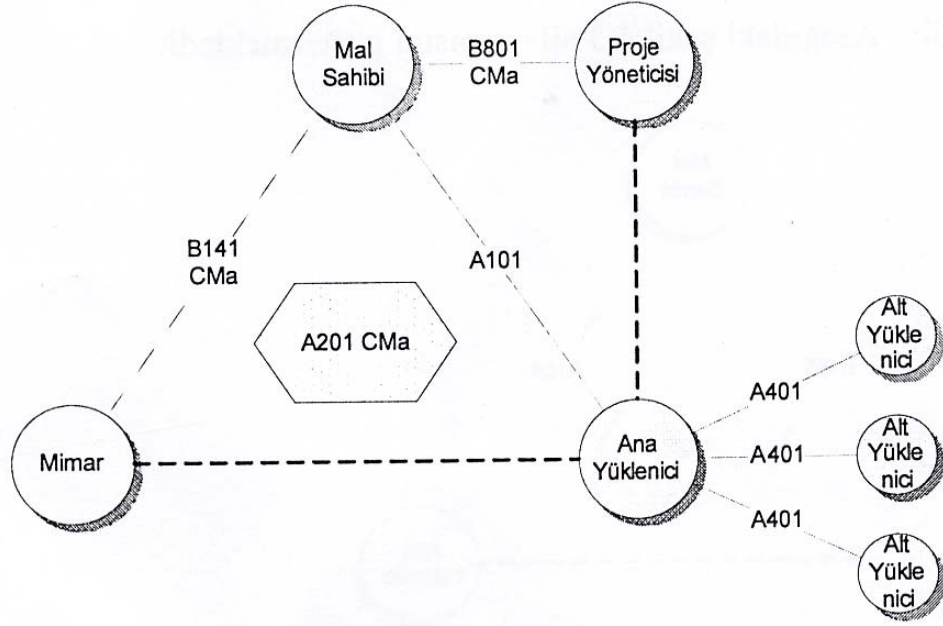 Mal
Sahibi
B801
CMa
Proje
Yöneticisi
B141
CMa
A101
A201 CMa
Mimar
Ana
Yüklenici
A401
A401
A401
Alt
Yükle
nici
Alt
Yükle
nici
Alt
Yükle
nici